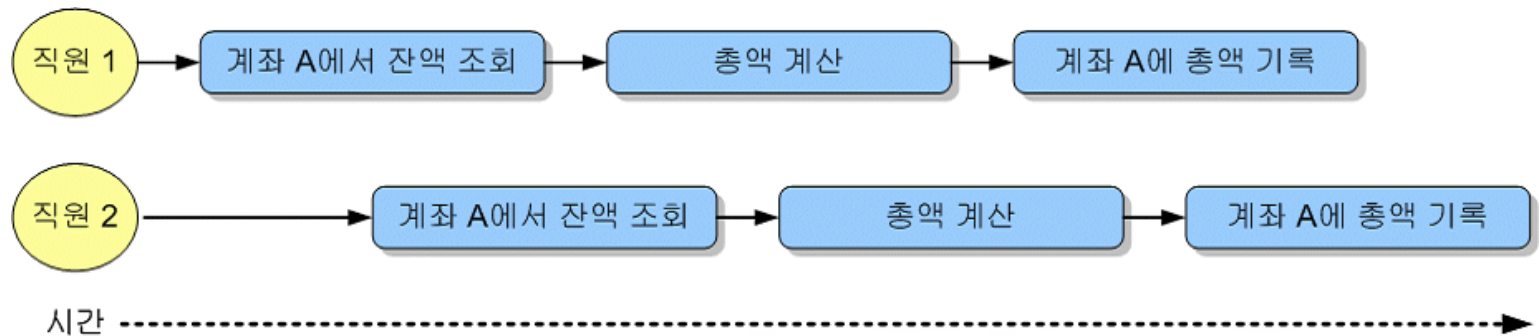 직원 1 계좌 A에서 잔액 조회 총액 계산 계좌 A에 총액 기록
직원 2 계좌 A에서 잔액 조회 총액 계산 계좌 A에 총액 기록
시간